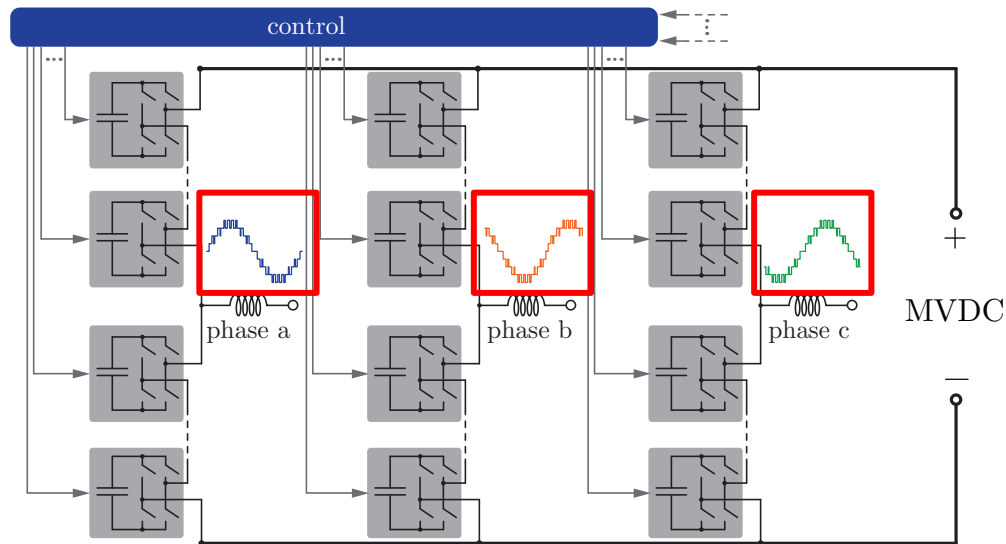 control
phase a
phase b
phase c
+
MVDC
−